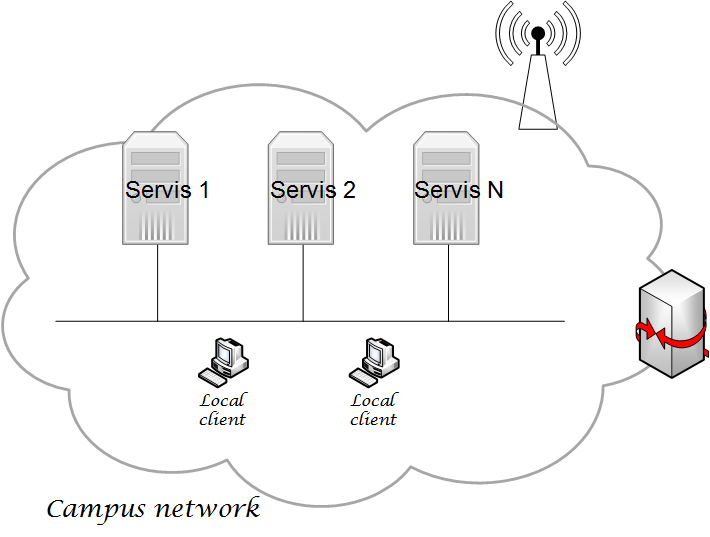 Servis 1
Servis 2
Servis N
Local
client
Local
client
Campus network